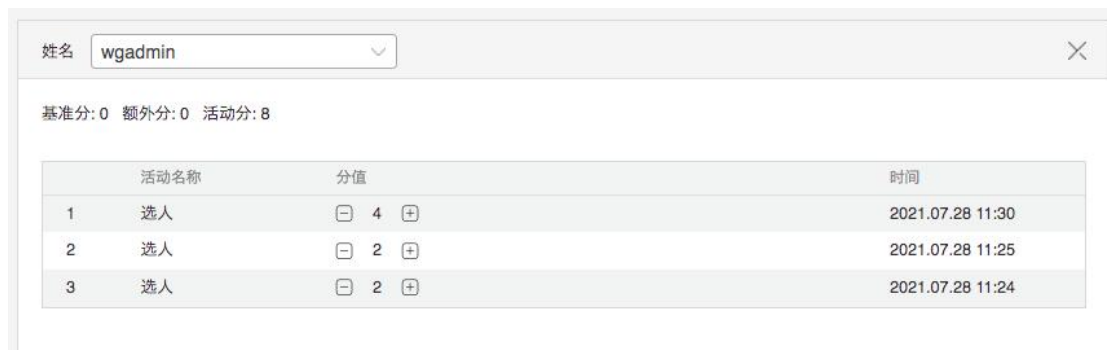 姓名 wgadmin
基准分: 0 额外分: 0 活动分: 8
活动名称 分值 时间
1 选人 4 2021.07.28 11:30
2 选人 2 2021.07.28 11:25
3 选人 2 2021.07.28 11:24